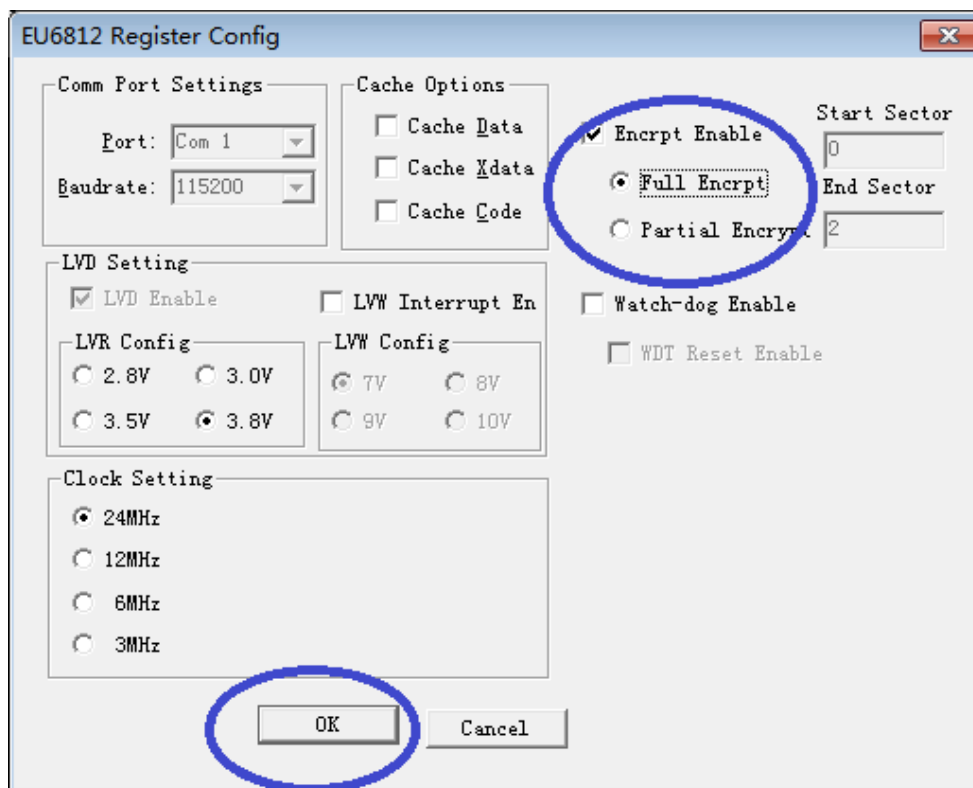 EU6812 Register Config
Comm Port Settings
Port: Com 1
Baudrate: 115200
Cache Options
Cache Data
Cache Xdata
Cache Code
Encrpt Enable
Full Encrpt
Partial Encrypt
Start Sector
0
End Sector
2
LVD Setting
LVD Enable
LVW Interrupt En
LVR Config
2.8V 3.0V
3.5V 3.8V
LVW Config
7V 8V
9V 10V
Watch-dog Enable
WDT Reset Enable
Clock Setting
24MHz
12MHz
6MHz
3MHz
OK
Cancel